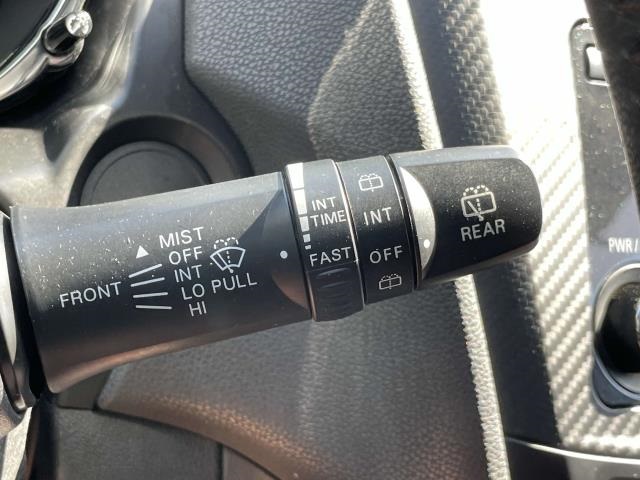 FRONT
MIST
OFF
INT
LO
HI
PULL
INT
TIME
FAST
INT
OFF
REAR
PWR/